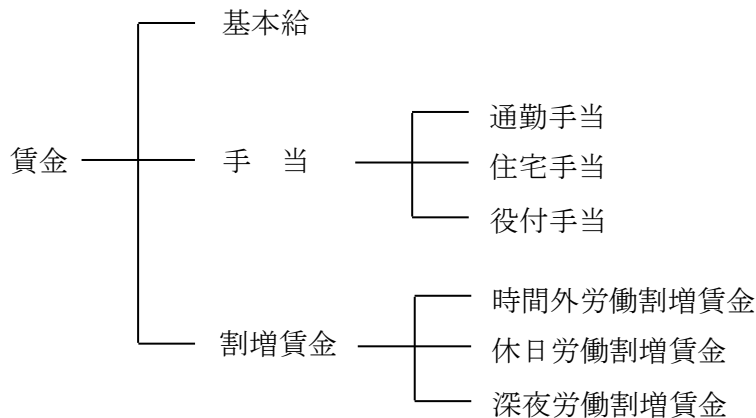 基本給
賃金
手　当
通勤手当
住宅手当
役付手当
割増賃金
時間外労働割増賃金
休日労働割増賃金
深夜労働割増賃金